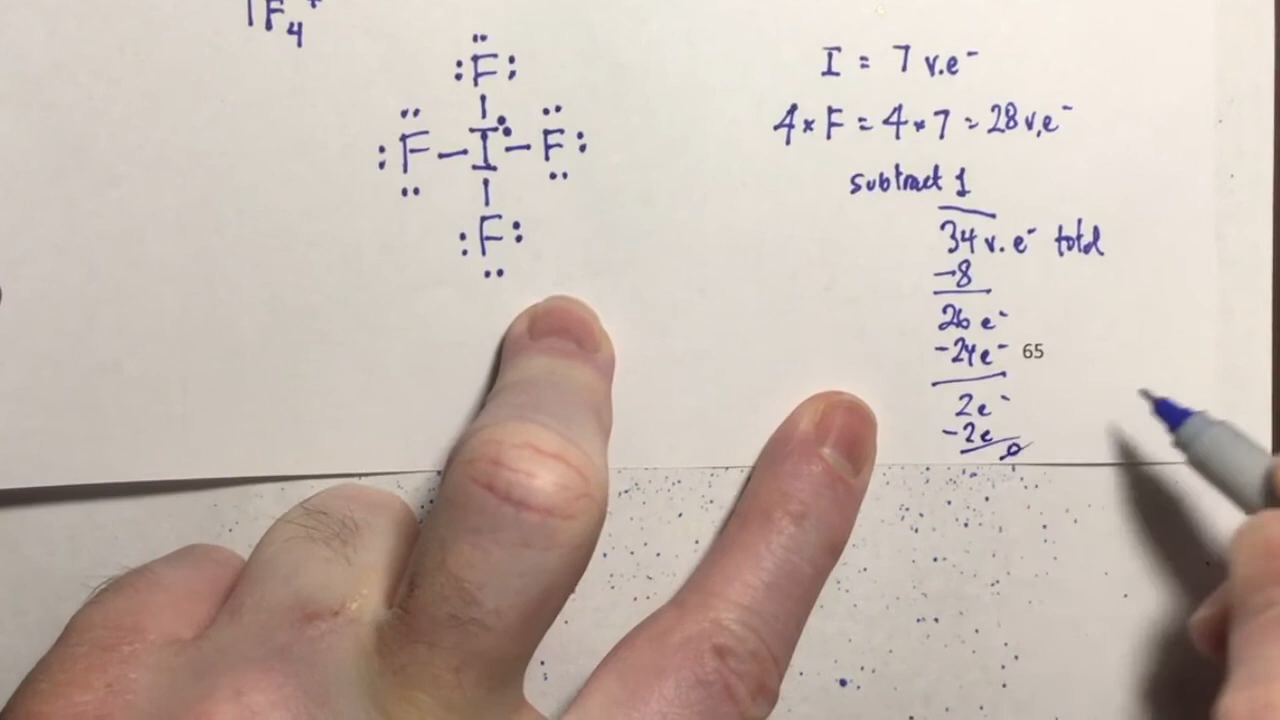 IF4+
:F:
:F–I–F:
:F:
I = 7 v.e⁻
4×F = 4×7 = 28 v.e⁻
subtract 1
34 v.e⁻ total
-8
26 e⁻
-24e⁻ 65
2e⁻
-2e
0